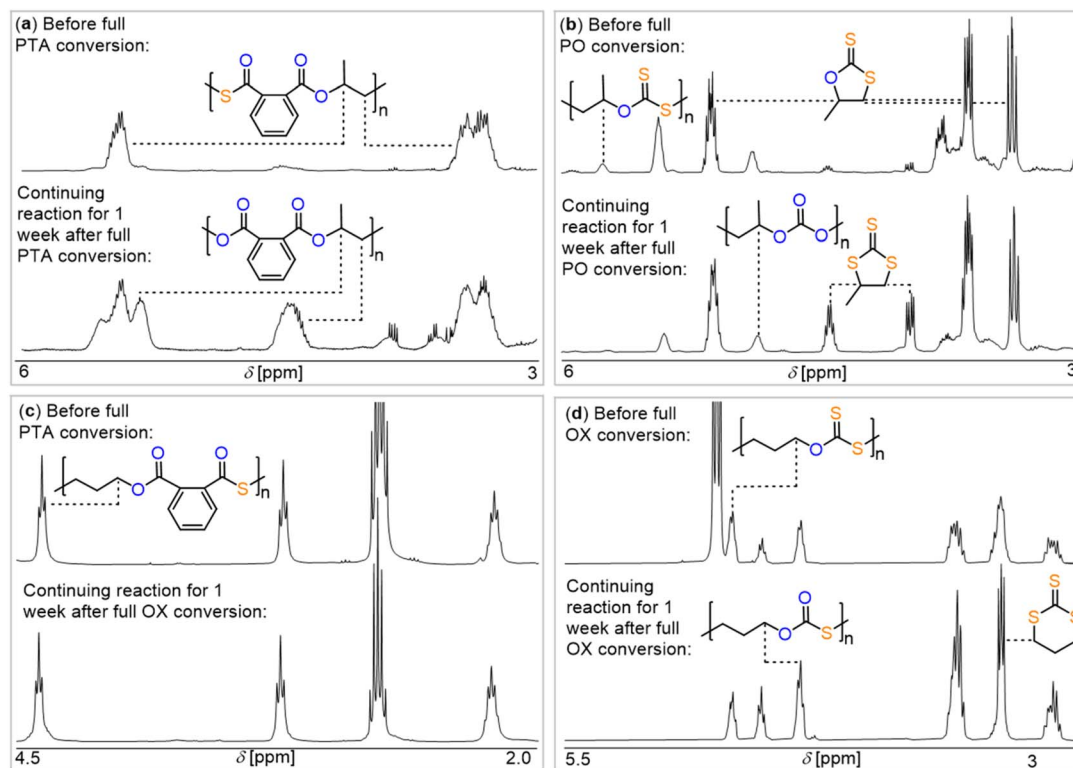 (a) Before full
PTA conversion:
O
O
S
O
n
Continuing
reaction for 1
week after full
PTA conversion:
O
O
O
O
n
6
δ [ppm]
3
(b) Before full
PO conversion:
S
O
S
n
S
O
S
Continuing
reaction for 1
week after full
PO conversion:
O
O
O
n
S
S
S
6
δ [ppm]
3
(c) Before full
PTA conversion:
O
O
O
S
n
Continuing reaction for 1
week after full OX conversion:
4.5
δ [ppm]
2.0
(d) Before full
OX conversion:
S
O
S
n
Continuing
reaction for 1
week after full
OX conversion:
O
O
S
n
S
S
S
5.5
δ [ppm]
3